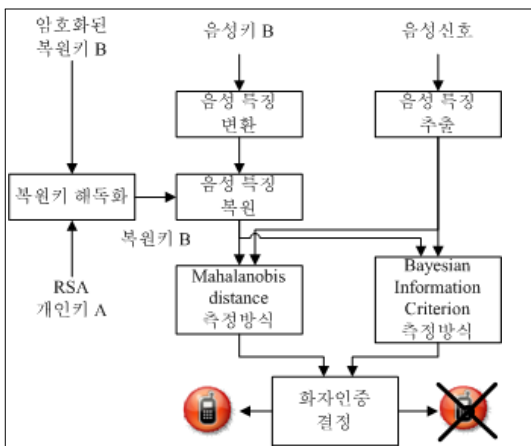 암호화된
복원키 B
음성키 B
음성신호
음성 특징
변환
음성 특징
추출
복원키 해독화
음성 특징
복원
복원키 B
RSA
개인키 A
Mahalanobis
distance
측정방식
Bayesian
Information
Criterion
측정방식
화자인증
결정